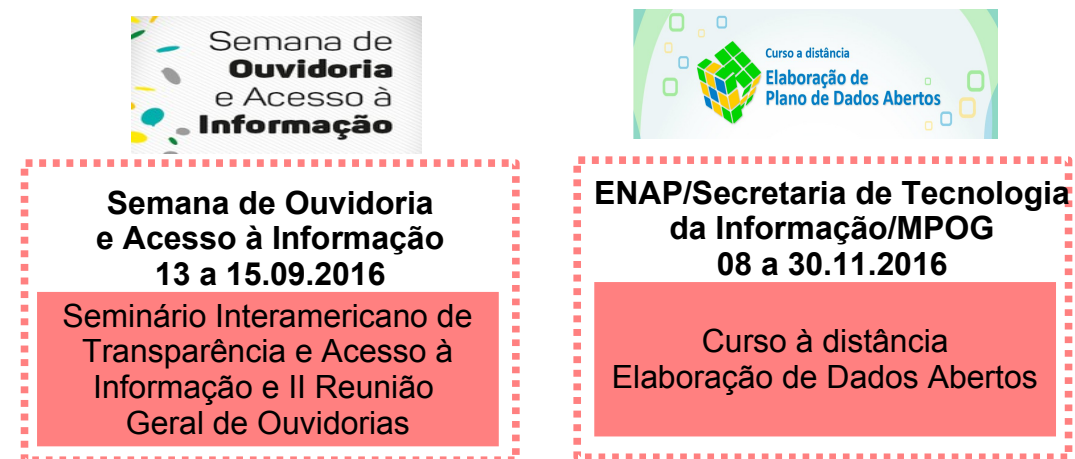 Semana de
Ouvidoria
e Acesso à
Informação
Semana de Ouvidoria
e Acesso à Informação
13 a 15.09.2016
Seminário Interamericano de
Transparência e Acesso à
Informação e II Reunião
Geral de Ouvidorias
Curso a distância
Elaboração de
Plano de Dados Abertos
ENAP/Secretaria de Tecnologia
da Informação/MPOG
08 a 30.11.2016
Curso à distância
Elaboração de Dados Abertos